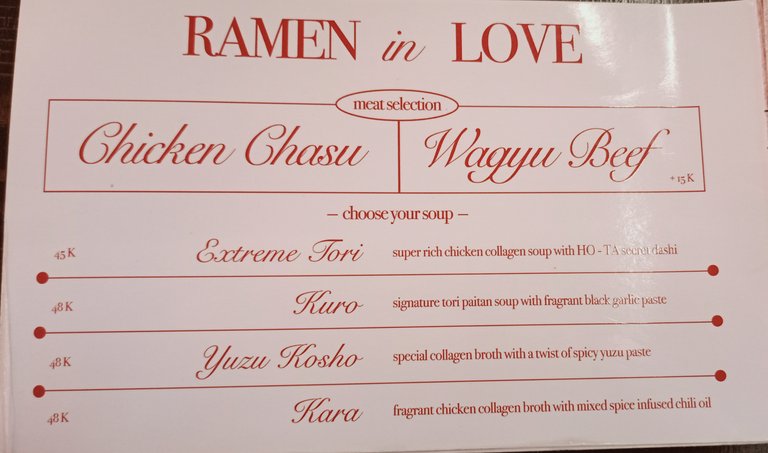 RAMEN in LOVE
meat selection
Chicken Chasu
Wagyu Beef
+ 15 K
– choose your soup –
45 K Extreme Tori super rich chicken collagen soup with HO - TA secret dashi
48 K Kuro signature tori paitan soup with fragrant black garlic paste
48 K Yuzu Kosho special collagen broth with a twist of spicy yuzu paste
48 K Kara fragrant chicken collagen broth with mixed spice infused chili oil